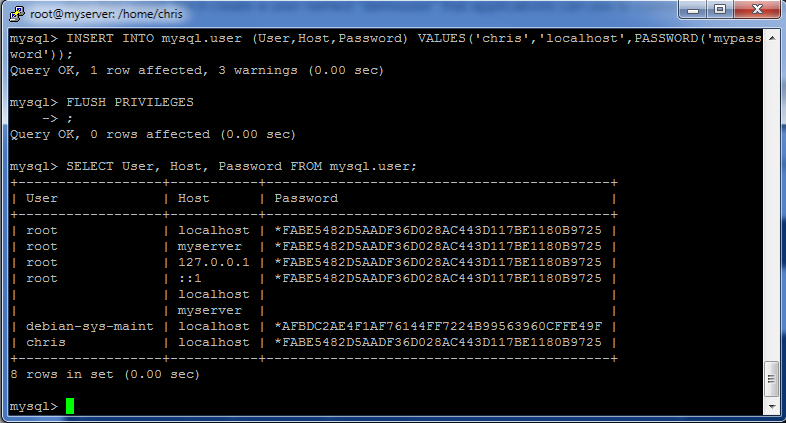 root@myserver: /home/chris
mysql> INSERT INTO mysql.user (User,Host,Password) VALUES('chris','localhost',PASSWORD('mypass
word'));
Query OK, 1 row affected, 3 warnings (0.00 sec)
mysql> FLUSH PRIVILEGES
    -> ;
Query OK, 0 rows affected (0.00 sec)
mysql> SELECT User, Host, Password FROM mysql.user;
+------------------+-----------+-------------------------------------------+
| User             | Host      | Password                                  |
+------------------+-----------+-------------------------------------------+
| root             | localhost | *FABE5482D5AADF36D028AC443D117BE1180B9725 |
| root             | myserver  | *FABE5482D5AADF36D028AC443D117BE1180B9725 |
| root             | 127.0.0.1 | *FABE5482D5AADF36D028AC443D117BE1180B9725 |
| root             | ::1       | *FABE5482D5AADF36D028AC443D117BE1180B9725 |
|                  | localhost |                                           |
|                  | myserver  |                                           |
| debian-sys-maint | localhost | *AFBDC2AE4F1AF76144FF7224B99563960CFFE49F |
| chris            | localhost | *FABE5482D5AADF36D028AC443D117BE1180B9725 |
+------------------+-----------+-------------------------------------------+
8 rows in set (0.00 sec)
mysql>